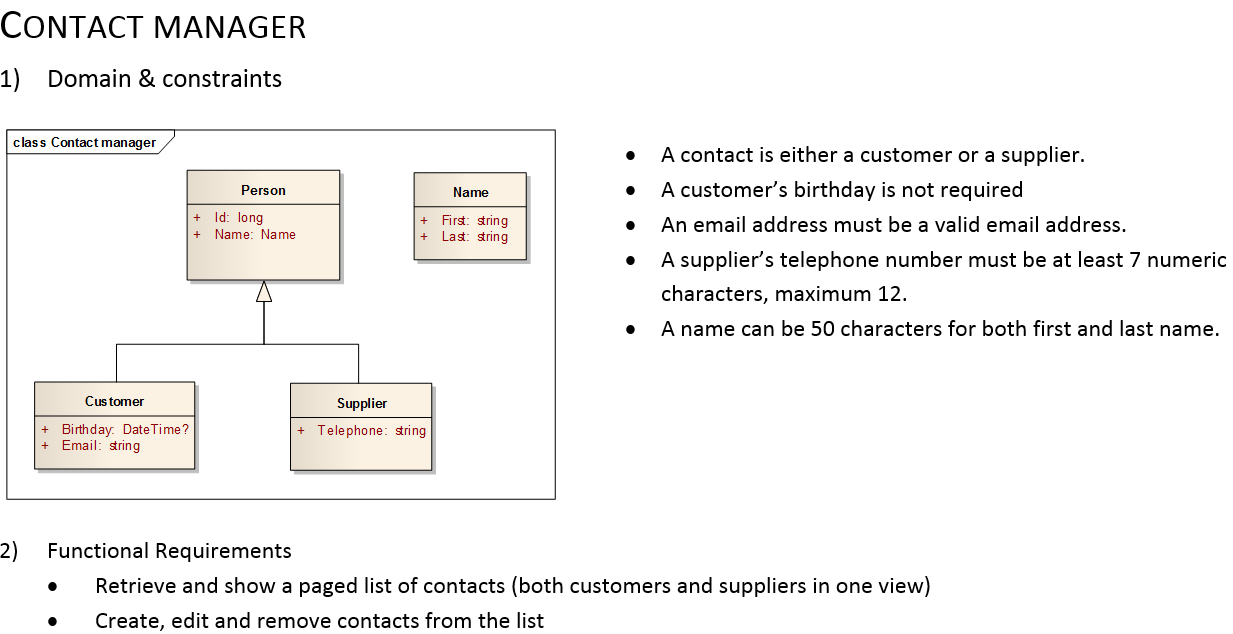 CONTACT MANAGER
1) Domain & constraints
class Contact manager
Person
+ Id: long
+ Name: Name
Name
+ First: string
+ Last: string
Customer
+ Birthday: DateTime?
+ Email: string
Supplier
+ Telephone: string
• A contact is either a customer or a supplier.
• A customer’s birthday is not required
• An email address must be a valid email address.
• A supplier’s telephone number must be at least 7 numeric
characters, maximum 12.
• A name can be 50 characters for both first and last name.
2) Functional Requirements
• Retrieve and show a paged list of contacts (both customers and suppliers in one view)
• Create, edit and remove contacts from the list